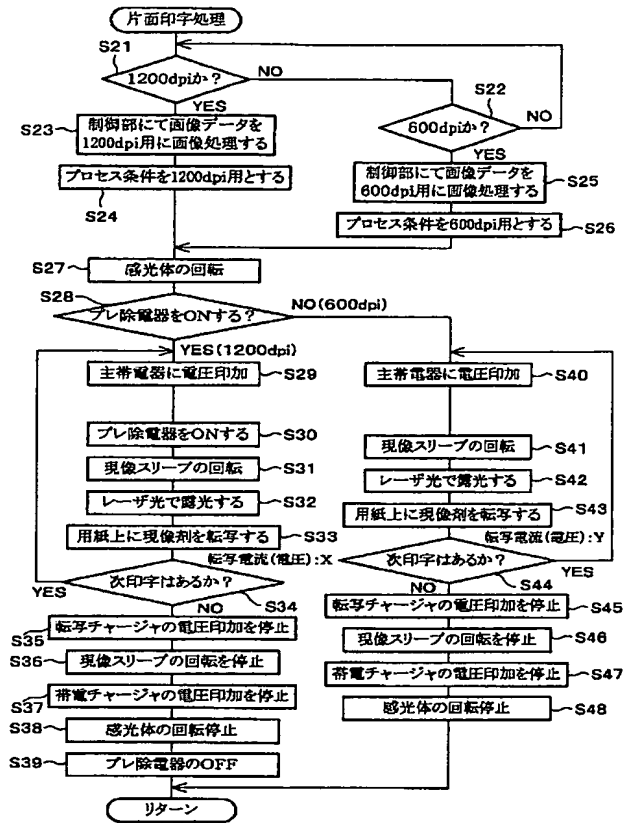 片面印字処理
S21
1200dpiか？
NO
YES
S22
600dpiか？
NO
YES
S23
制御部にて画像データを
1200dpi用に画像処理する
制御部にて画像データを
600dpi用に画像処理する
S25
プロセス条件を1200dpi用とする
S24
プロセス条件を600dpi用とする
S26
S27
感光体の回転
S28
プレ除電器をONする？
NO(600dpi)
YES(1200dpi)
主帯電器に電圧印加
S29
主帯電器に電圧印加
S40
プレ除電器をONする
S30
現像スリーブの回転
S41
現像スリーブの回転
S31
レーザ光で露光する
S42
レーザ光で露光する
S32
用紙上に現像剤を転写する
S43
用紙上に現像剤を転写する
S33
転写電流(電圧):Y
転写電流(電圧):X
次印字はあるか？
YES
NO
S34
次印字はあるか？
NO
YES
S44
転写チャージャの電圧印加を停止
S35
転写チャージャの電圧印加を停止
S45
S36
現像スリーブの回転を停止
現像スリーブの回転を停止
S46
帯電チャージャの電圧印加を停止
S37
帯電チャージャの電圧印加を停止
S47
S38
感光体の回転停止
感光体の回転停止
S48
S39
プレ除電器のOFF
リターン